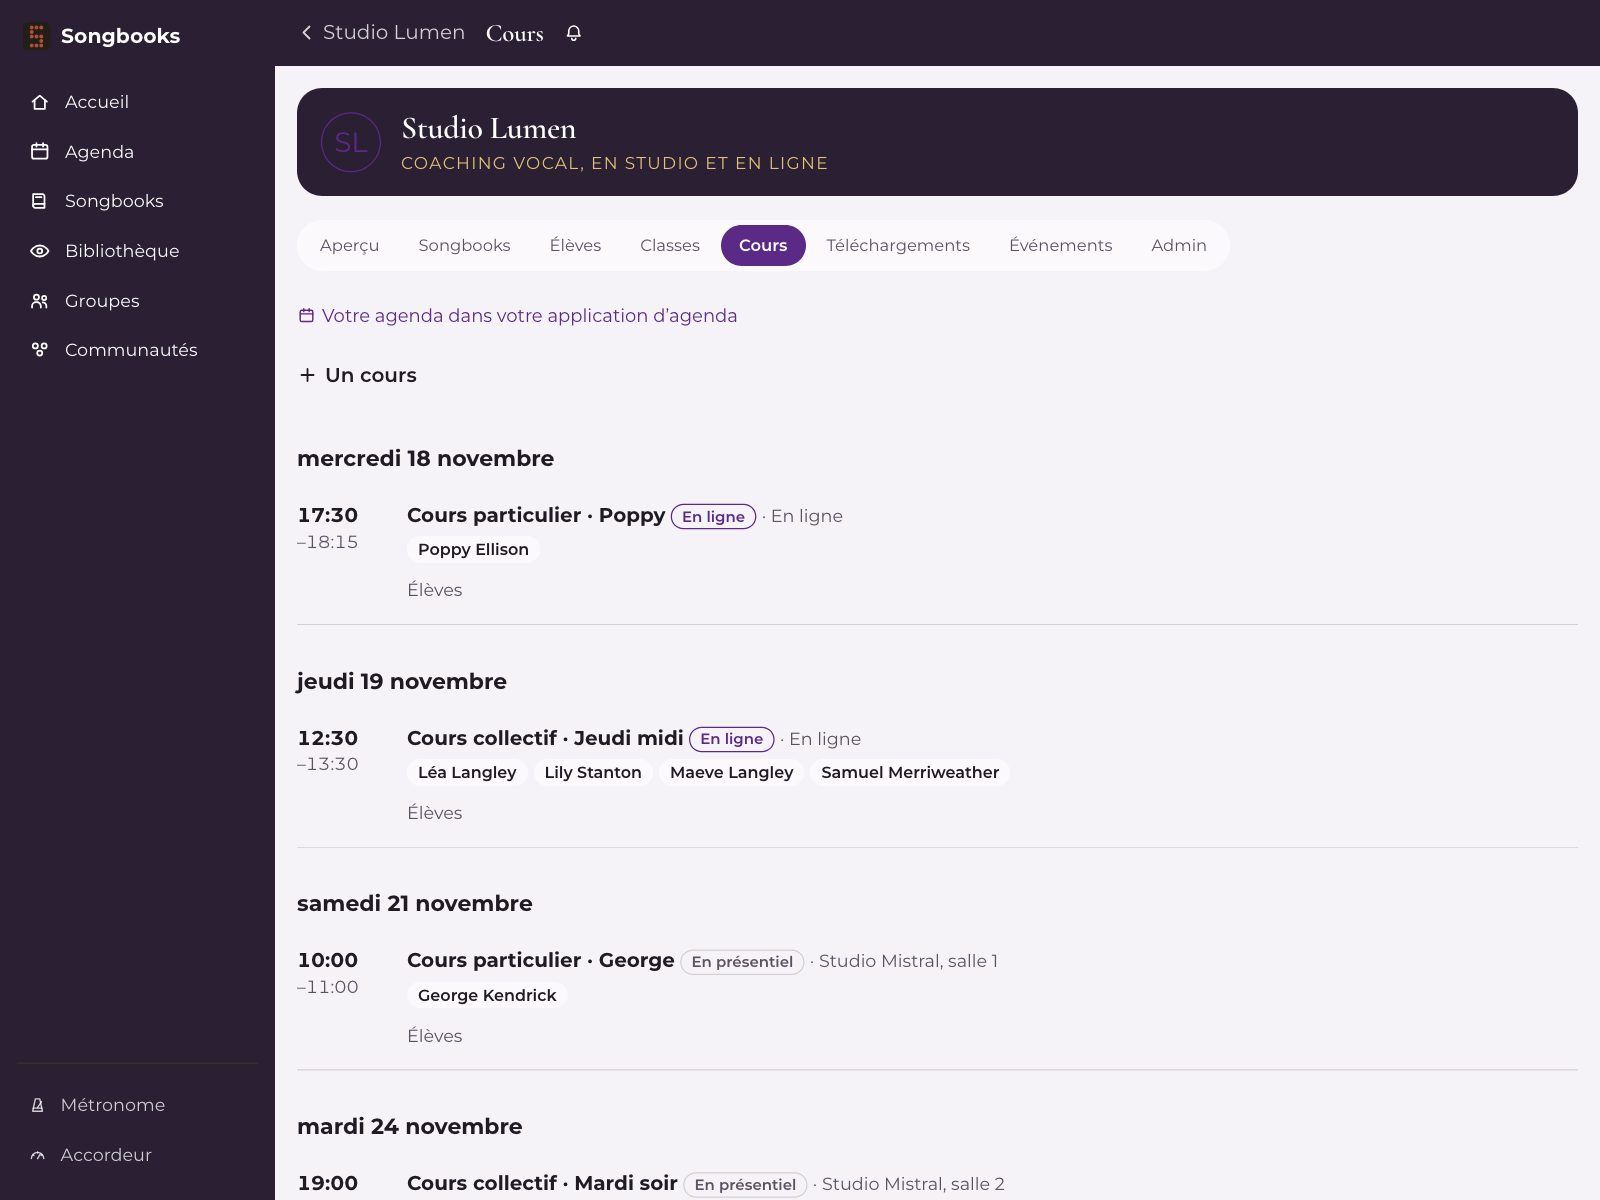 Songbooks
Accueil
Agenda
Songbooks
Bibliothèque
Groupes
Communautés
Métronome
Accordeur
Studio Lumen Cours
SL
Studio Lumen
COACHING VOCAL, EN STUDIO ET EN LIGNE
Aperçu Songbooks Élèves Classes Cours Téléchargements Événements Admin
Votre agenda dans votre application d’agenda
+ Un cours
mercredi 18 novembre
17:30 Cours particulier · Poppy En ligne · En ligne
–18:15
Poppy Ellison
Élèves
jeudi 19 novembre
12:30 Cours collectif · Jeudi midi En ligne · En ligne
–13:30
Léa Langley Lily Stanton Maeve Langley Samuel Merriweather
Élèves
samedi 21 novembre
10:00 Cours particulier · George En présentiel · Studio Mistral, salle 1
–11:00
George Kendrick
Élèves
mardi 24 novembre
19:00 Cours collectif · Mardi soir En présentiel · Studio Mistral, salle 2